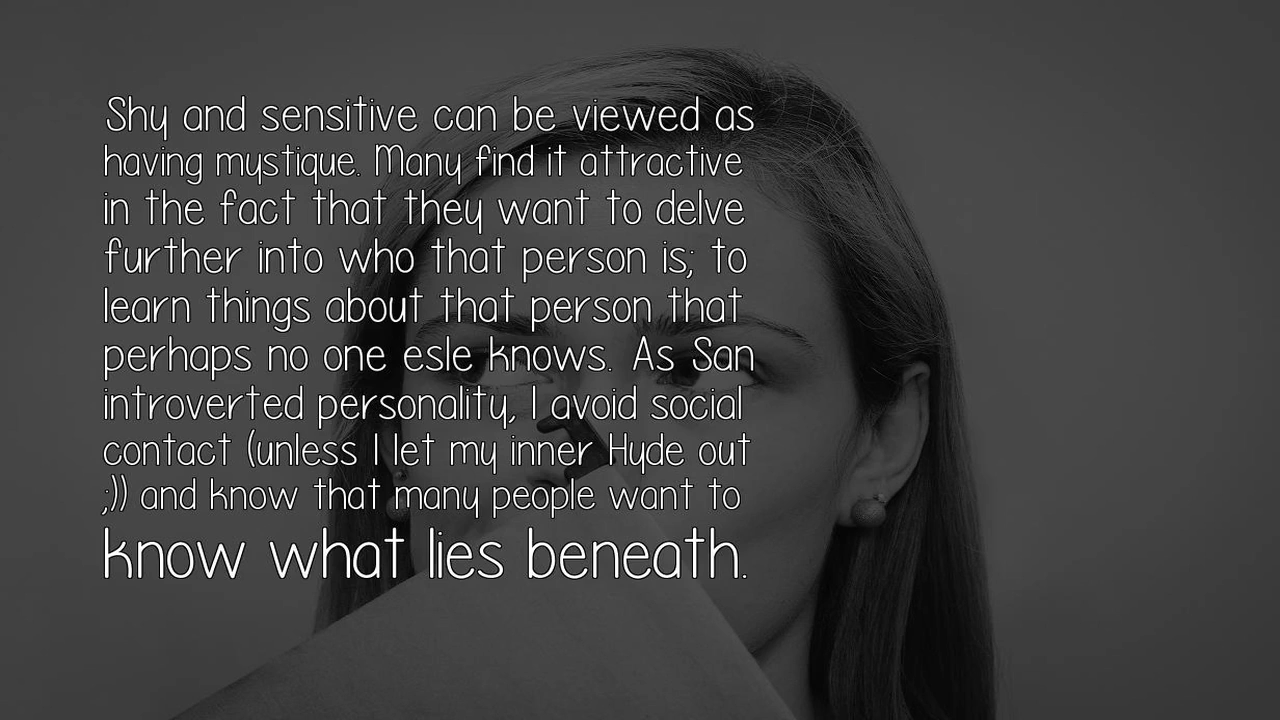 Shy and sensitive can be viewed as
having mystique. Many find it attractive
in the fact that they want to delve
further into who that person is; to
learn things about that person that
perhaps no one esle knows. As San
introverted personality, I avoid social
contact (unless I let my inner Hyde out
;)) and know that many people want to
know what lies beneath.